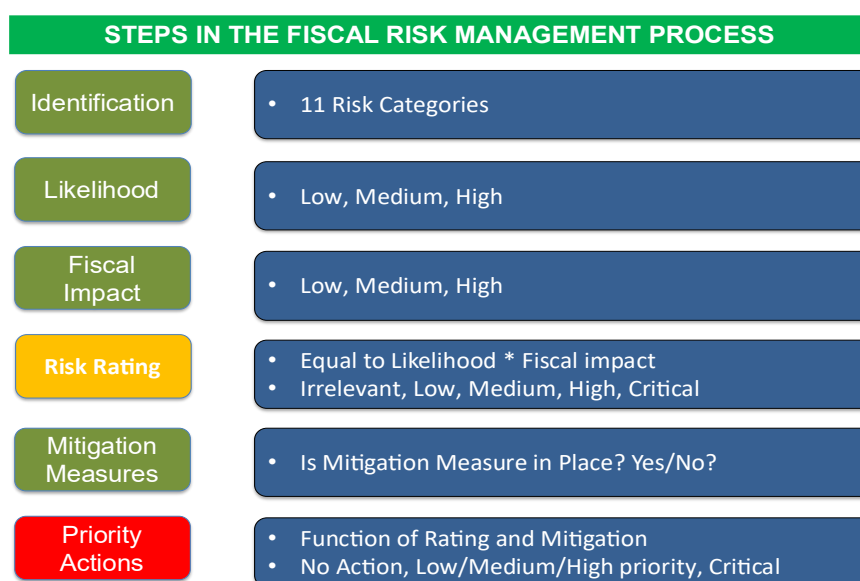 STEPS IN THE FISCAL RISK MANAGEMENT PROCESS
Identification
• 11 Risk Categories
Likelihood
• Low, Medium, High
Fiscal
Impact
• Low, Medium, High
Risk Rating
• Equal to Likelihood * Fiscal impact
• Irrelevant, Low, Medium, High, Critical
Mitigation
Measures
• Is Mitigation Measure in Place? Yes/No?
Priority
Actions
• Function of Rating and Mitigation
• No Action, Low/Medium/High priority, Critical